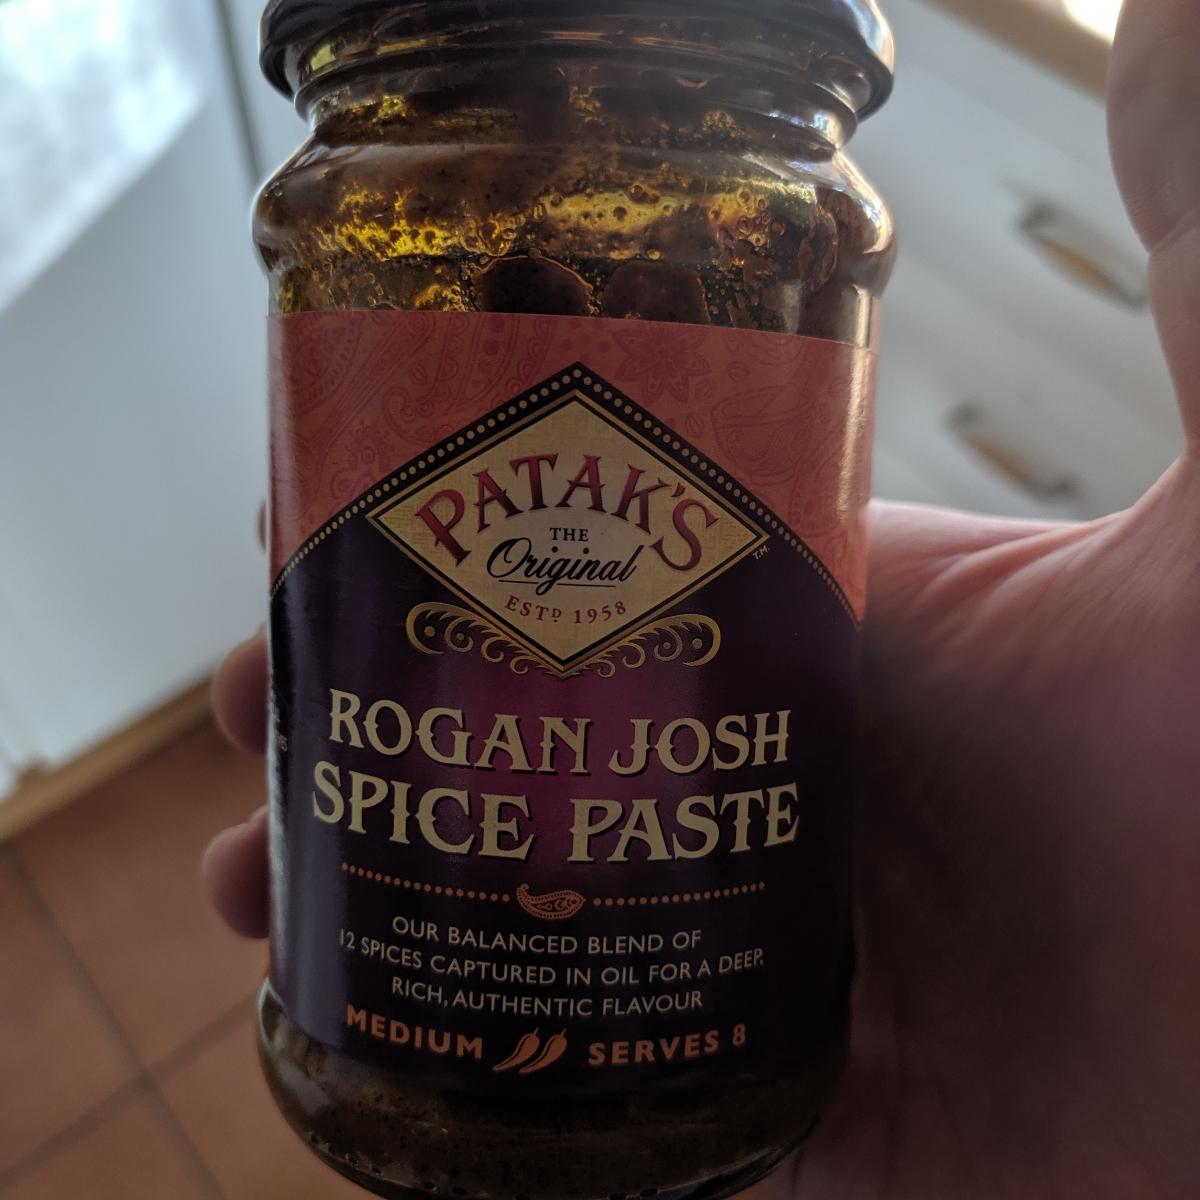 PATAK'S
THE
Original
ESTD 1958
T.M.
ROGAN JOSH
SPICE PASTE
OUR BALANCED BLEND OF
12 SPICES CAPTURED IN OIL FOR A DEEP,
RICH, AUTHENTIC FLAVOUR
MEDIUM SERVES 8